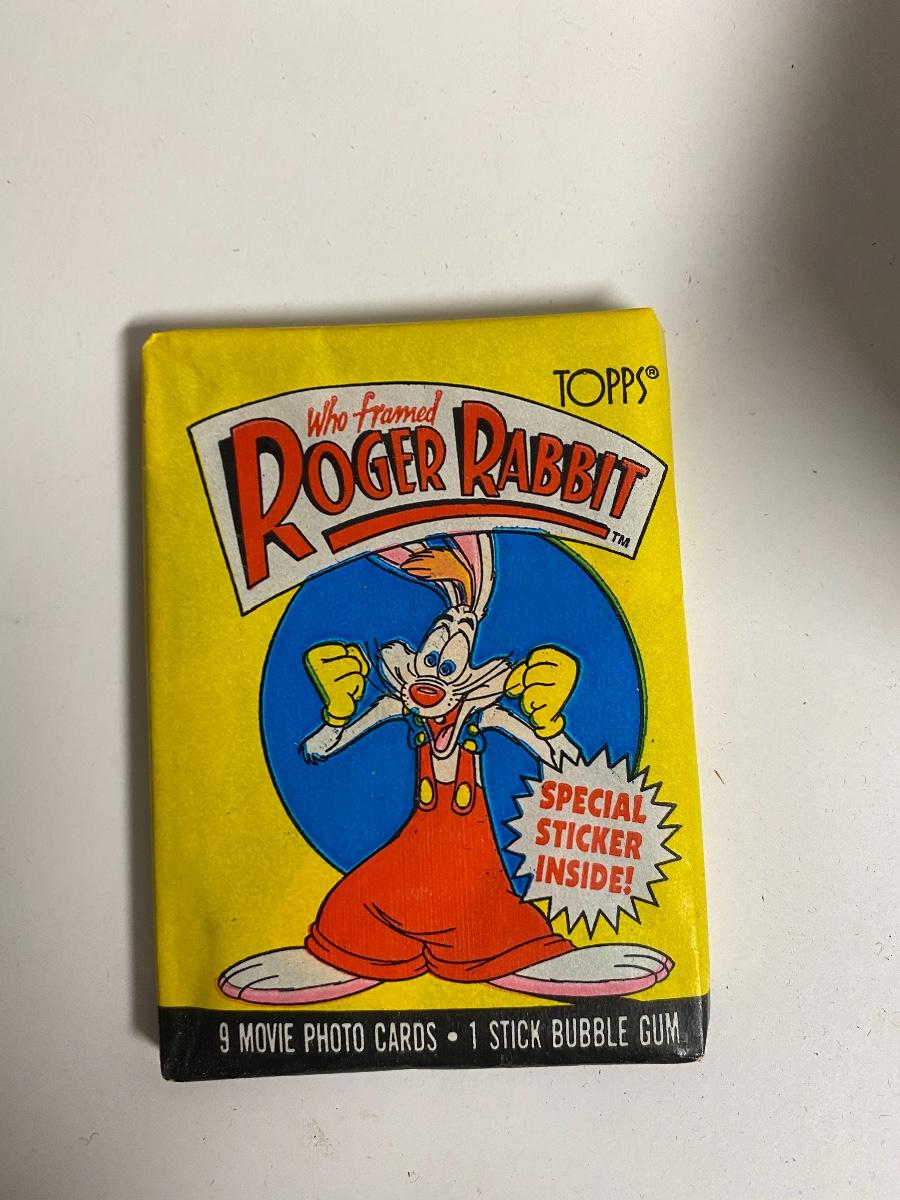 TOPPS®
Who framed
ROGER RABBIT
TM
SPECIAL
STICKER
INSIDE!
9 MOVIE PHOTO CARDS • 1 STICK BUBBLE GUM